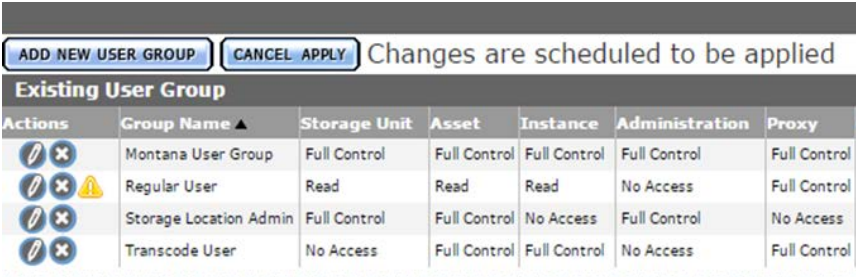 ADD NEW USER GROUP CANCEL APPLY Changes are scheduled to be applied
Existing User Group
Actions Group Name Storage Unit Asset Instance Administration Proxy
Montana User Group Full Control Full Control Full Control Full Control Full Control
Regular User Read Read Read No Access Full Control
Storage Location Admin Full Control Full Control No Access Full Control No Access
Transcode User No Access Full Control Full Control No Access Full Control